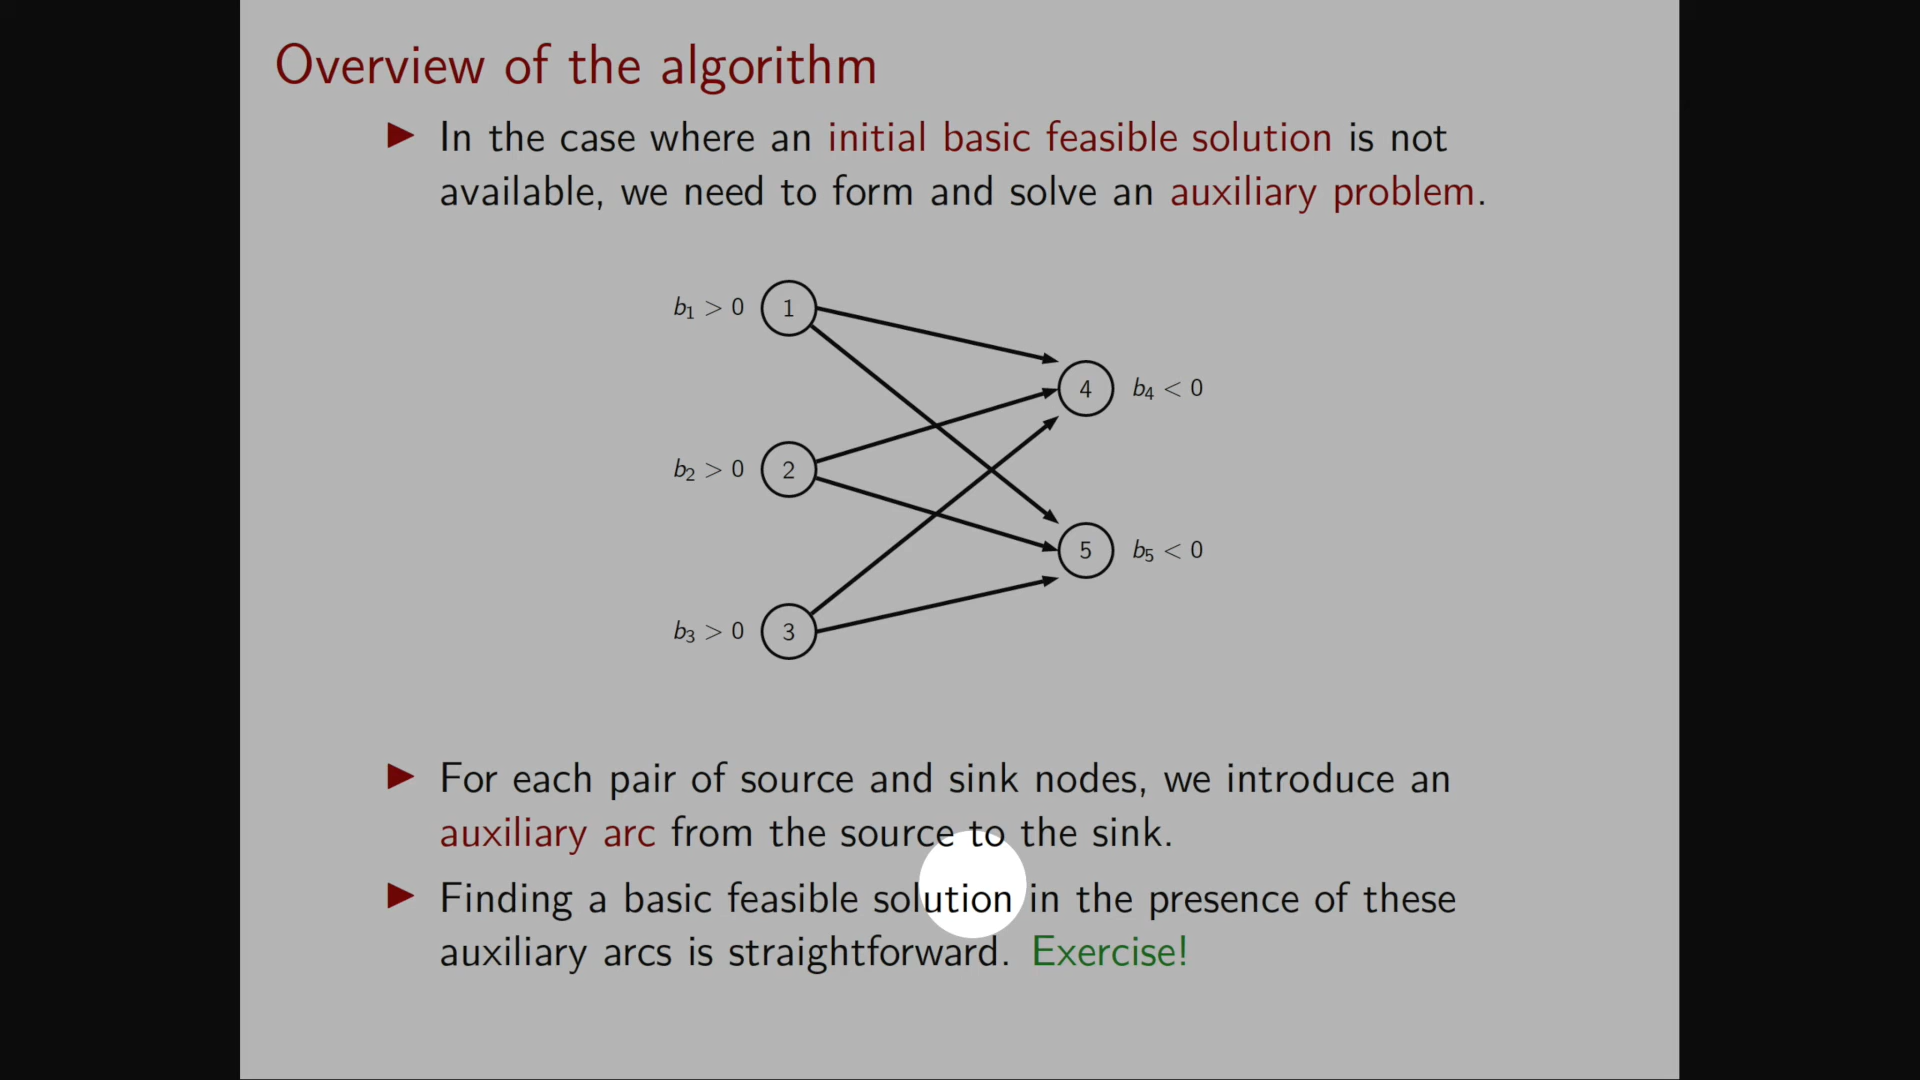 Overview of the algorithm
▶ In the case where an initial basic feasible solution is not
available, we need to form and solve an auxiliary problem.
b₁ > 0 1
4 b₄ < 0
b₂ > 0 2
5 b₅ < 0
b₃ > 0 3
▶ For each pair of source and sink nodes, we introduce an
auxiliary arc from the source to the sink.
▶ Finding a basic feasible solution in the presence of these
auxiliary arcs is straightforward. Exercise!